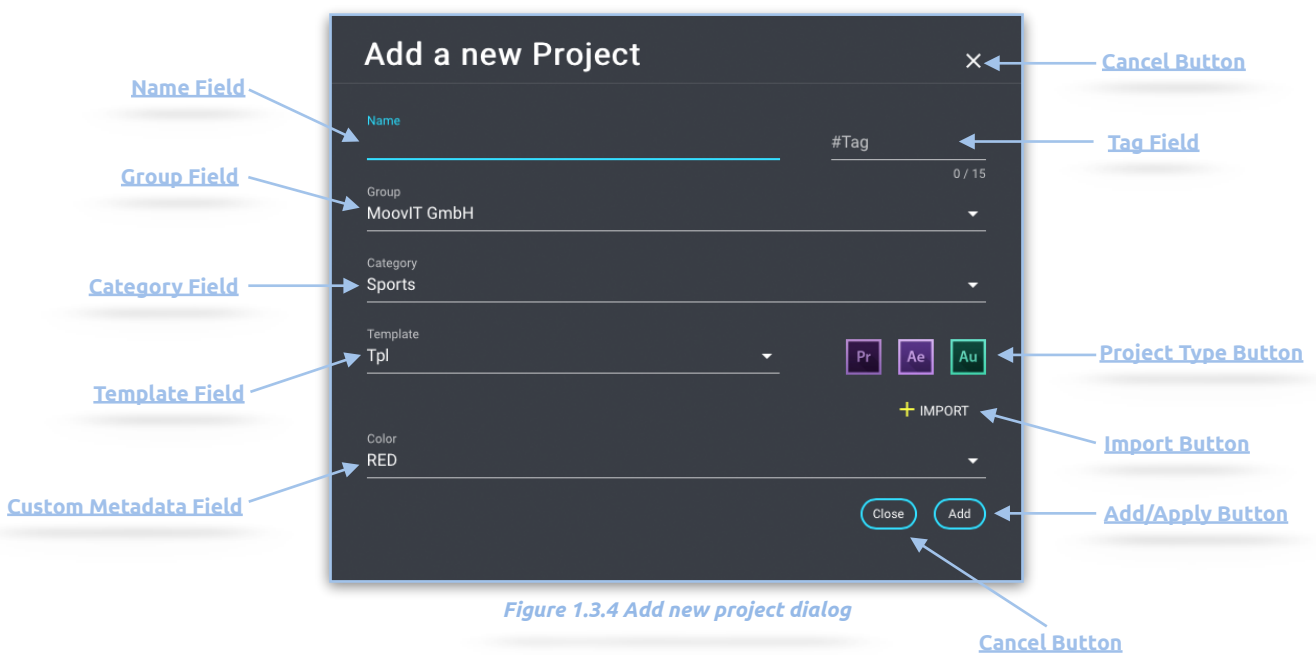 Add a new Project
Cancel Button
Name Field
Name
#Tag
Tag Field
0 / 15
Group Field
Group
MoovIT GmbH
Category Field
Category
Sports
Template
Tpl
Pr
Ae
Au
Project Type Button
Template Field
+ IMPORT
Import Button
Color
RED
Custom Metadata Field
Close
Add
Add/Apply Button
Figure 1.3.4 Add new project dialog
Cancel Button